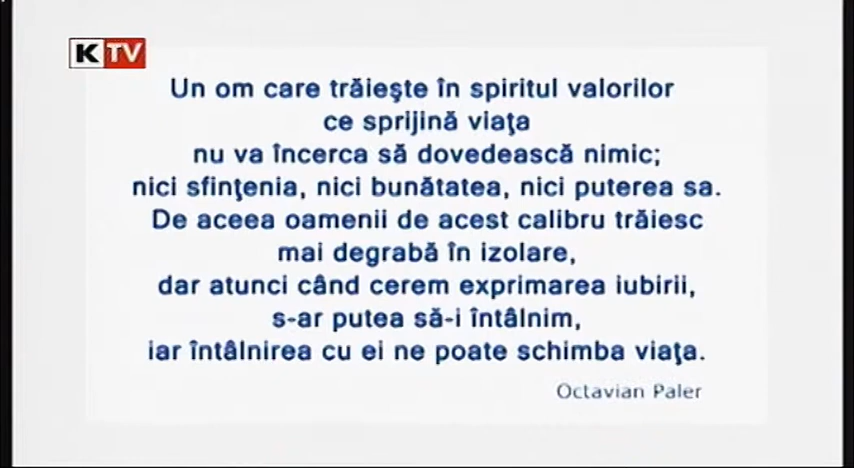 K TV
Un om care trăieşte în spiritul valorilor
ce sprijină viaţa
nu va încerca să dovedească nimic;
nici sfinţenia, nici bunătatea, nici puterea sa.
De aceea oamenii de acest calibru trăiesc
mai degrabă în izolare,
dar atunci când cerem exprimarea iubirii,
s-ar putea să-i întâlnim,
iar întâlnirea cu ei ne poate schimba viaţa.
Octavian Paler